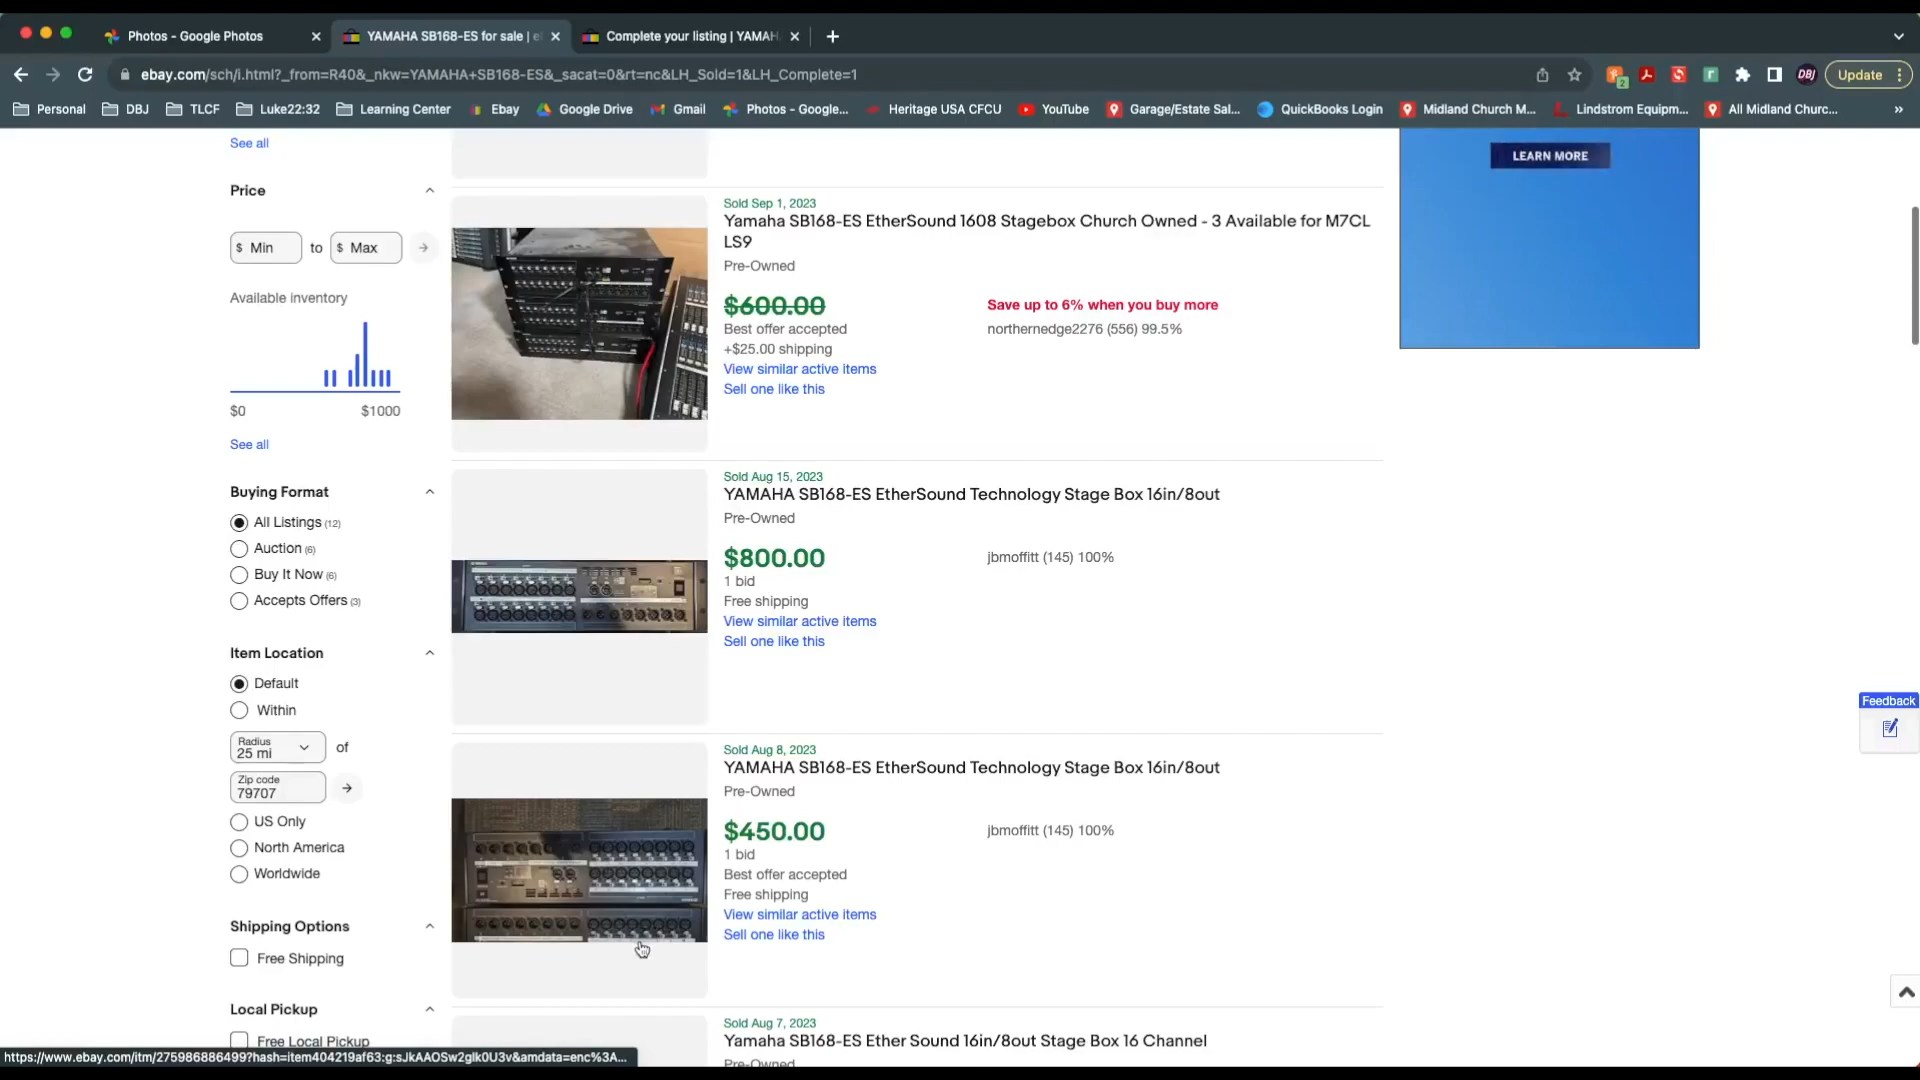 Photos - Google Photos
YAMAHA SB168-ES for sale | e
Complete your listing | YAMAH
ebay.com/sch/i.html?_from=R40&_nkw=YAMAHA+SB168-ES&_sacat=0&rt=nc&LH_Sold=1&LH_Complete=1
DBJ
Update
Personal
DBJ
TLCF
Luke22:32
Learning Center
Ebay
Google Drive
Gmail
Photos - Google...
Heritage USA CFCU
YouTube
Garage/Estate Sal...
QuickBooks Login
Midland Church M...
Lindstrom Equipm...
All Midland Churc...
»
See all
Price
$ Min to $ Max
Available inventory
$0 $1000
See all
Buying Format
All Listings (12)
Auction (6)
Buy It Now (6)
Accepts Offers (3)
Item Location
Default
Within
Radius
25 mi
of
Zip code
79707
US Only
North America
Worldwide
Shipping Options
Free Shipping
Local Pickup
Free Local Pickup
Sold Sep 1, 2023
Yamaha SB168-ES EtherSound 1608 Stagebox Church Owned - 3 Available for M7CL
LS9
Pre-Owned
$600.00
Save up to 6% when you buy more
Best offer accepted
northernedge2276 (556) 99.5%
+$25.00 shipping
View similar active items
Sell one like this
Sold Aug 15, 2023
YAMAHA SB168-ES EtherSound Technology Stage Box 16in/8out
Pre-Owned
$800.00
jbmoffitt (145) 100%
1 bid
Free shipping
View similar active items
Sell one like this
Sold Aug 8, 2023
YAMAHA SB168-ES EtherSound Technology Stage Box 16in/8out
Pre-Owned
$450.00
jbmoffitt (145) 100%
1 bid
Best offer accepted
Free shipping
View similar active items
Sell one like this
Sold Aug 7, 2023
Yamaha SB168-ES Ether Sound 16in/8out Stage Box 16 Channel
Pre-Owned
LEARN MORE
Feedback
https://www.ebay.com/itm/275986886499?hash=item404219af63:g:sJkAAOSw2glk0U3v&amdata=enc%3A...